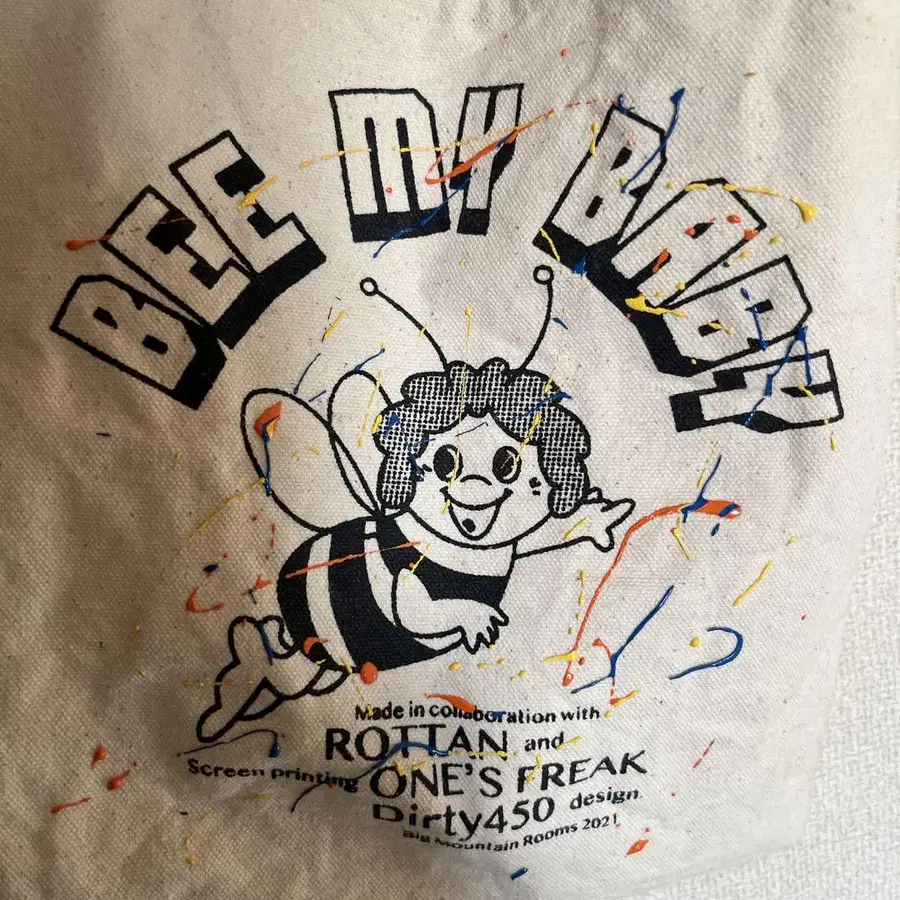 BEE MY BABY
Made in collaboration with
ROTTAN and
Screen printing ONE'S FREAK
Dirty450 design.
Big Mountain Rooms 2021